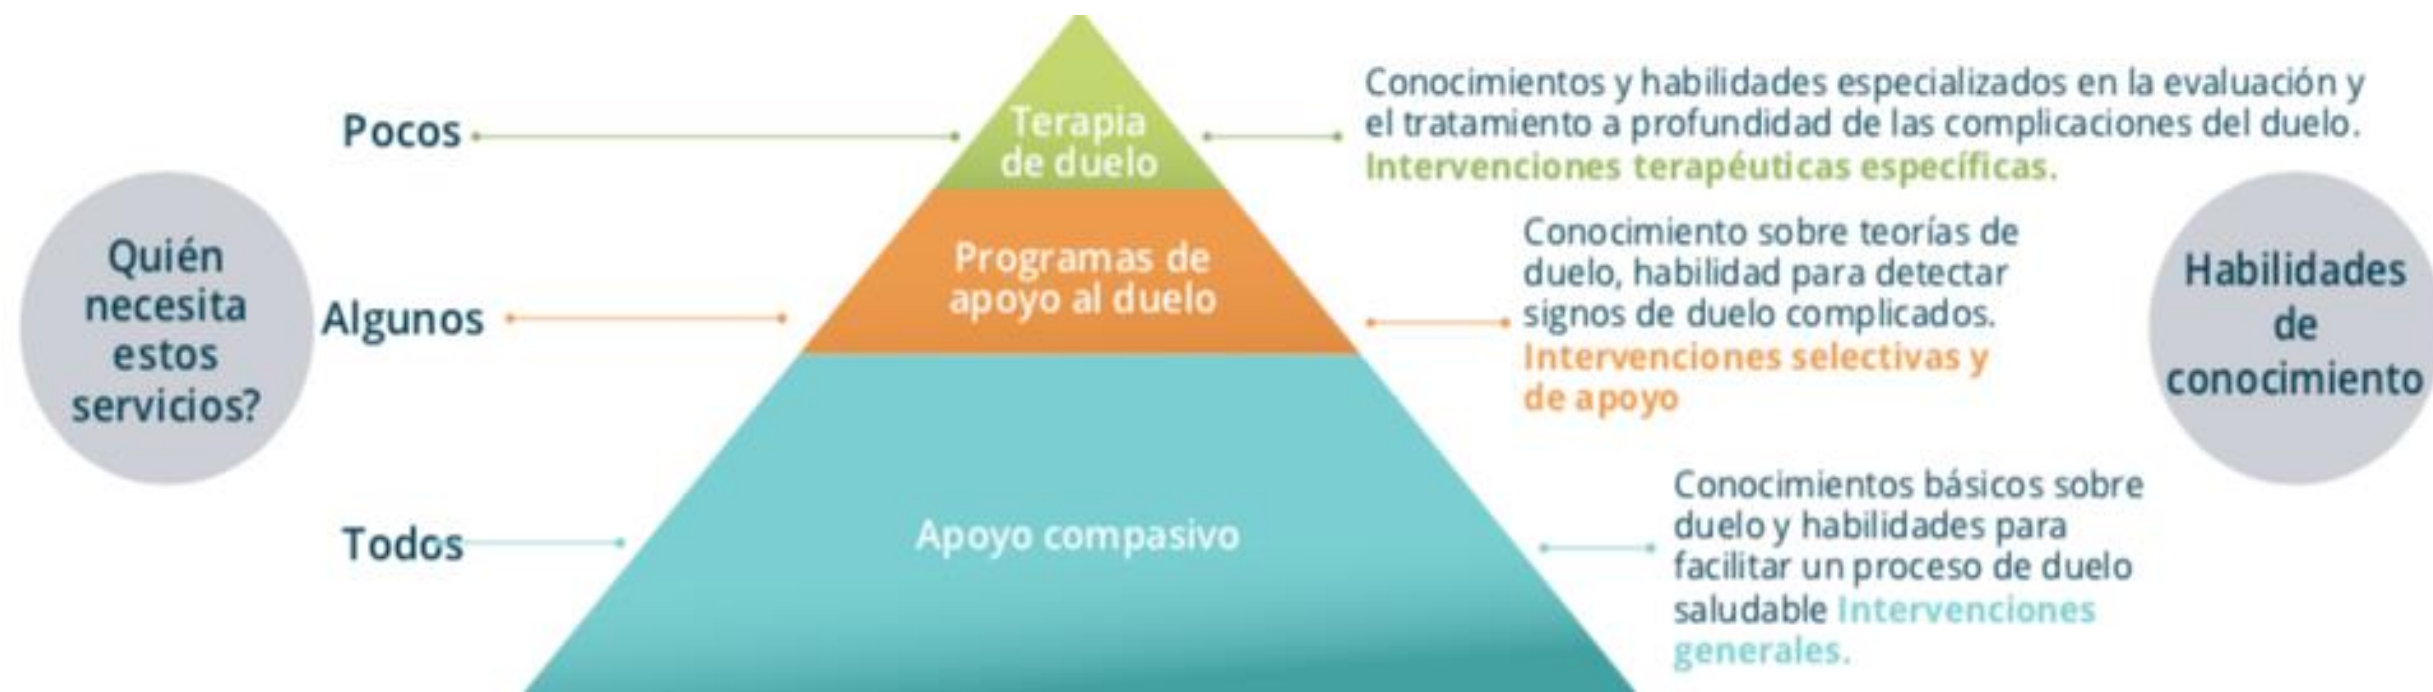 Quién
necesita
estos
servicios?
Pocos
Algunos
Todos
Terapia
de duelo
Programas de
apoyo al duelo
Apoyo compasivo
Conocimientos y habilidades especializados en la evaluación y
el tratamiento a profundidad de las complicaciones del duelo.
Intervenciones terapéuticas específicas.
Conocimiento sobre teorías de
duelo, habilidad para detectar
signos de duelo complicados.
Intervenciones selectivas y
de apoyo
Conocimientos básicos sobre
duelo y habilidades para
facilitar un proceso de duelo
saludable Intervenciones
generales.
Habilidades
de
conocimiento